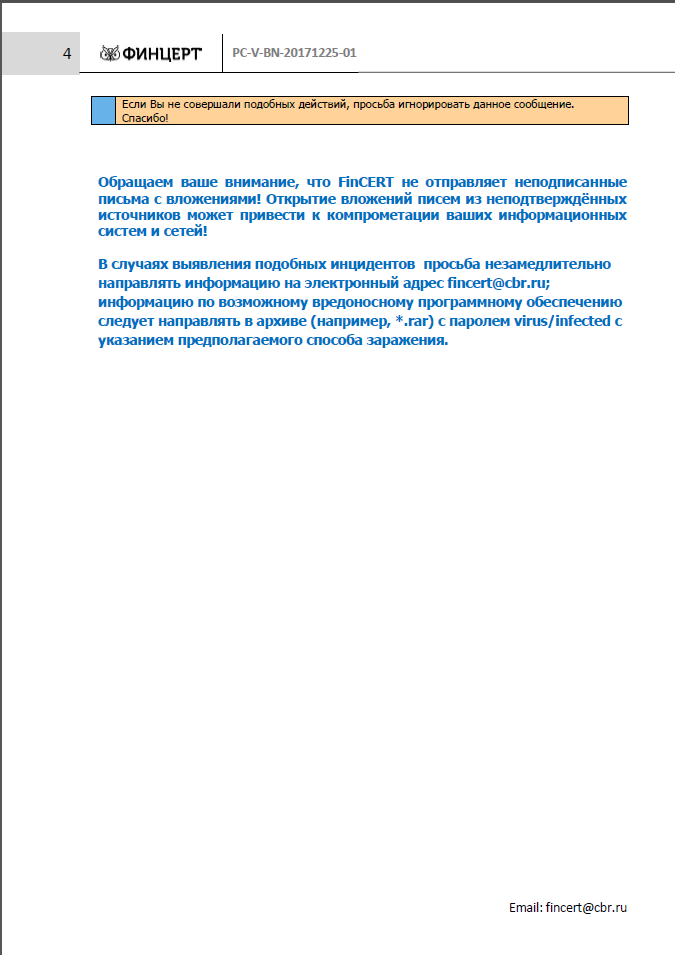 4 ФИНЦЕРТ PC-V-BN-20171225-01
Если Вы не совершали подобных действий, просьба игнорировать данное сообщение.
Спасибо!
Обращаем ваше внимание, что FinCERT не отправляет неподписанные
письма с вложениями! Открытие вложений писем из неподтверждённых
источников может привести к компрометации ваших информационных
систем и сетей!
В случаях выявления подобных инцидентов просьба незамедлительно
направлять информацию на электронный адрес fincert@cbr.ru;
информацию по возможному вредоносному программному обеспечению
следует направлять в архиве (например, *.rar) с паролем virus/infected с
указанием предполагаемого способа заражения.
Email: fincert@cbr.ru